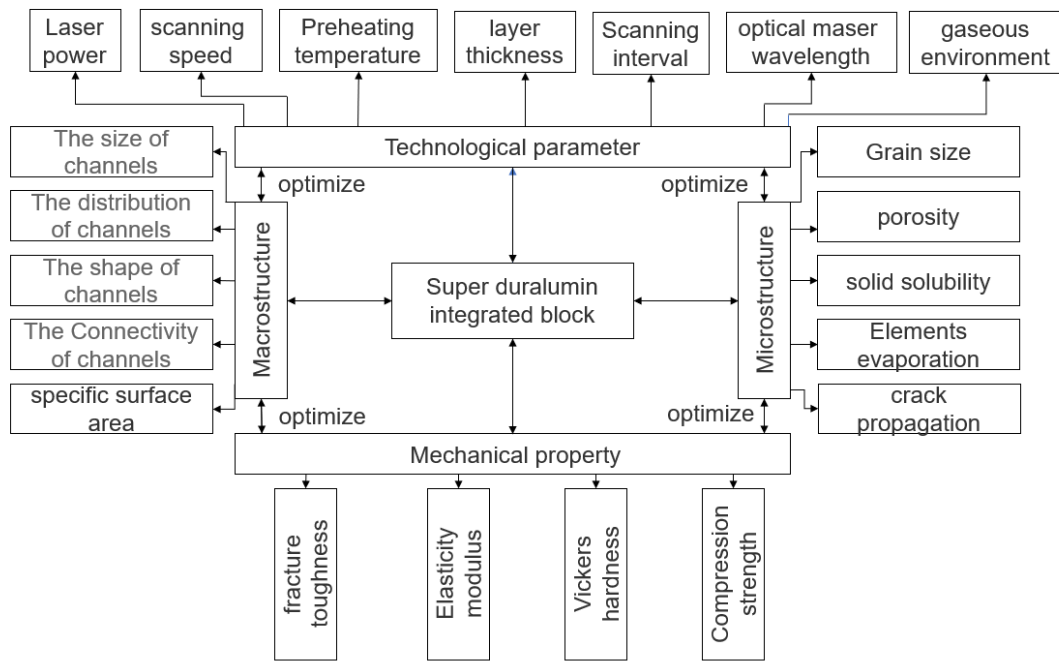 Laser
power
scanning
speed
Preheating
temperature
layer
thickness
Scanning
interval
optical maser
wavelength
gaseous
environment
Technological parameter
The size of
channels
The distribution
of channels
The shape of
channels
The Connectivity
of channels
specific surface
area
optimize
optimize
Macrostructure
Super duralumin
integrated block
Microstructure
Grain size
porosity
solid solubility
Elements
evaporation
crack
propagation
optimize
optimize
Mechanical property
fracture
toughness
Elasticity
modulus
Vickers
hardness
Compression
strength